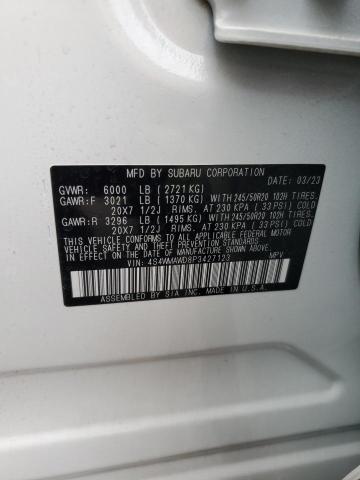 MFD BY SUBARU CORPORATION DATE: 03/23
GVWR: 6000 LB (2721 KG)
GAWR:F 3021 LB (1370 KG) WITH 245/50R20 102H TIRES.
20X7 1/2J RIMS. AT 230 KPA (33 PSI) COLD
GAWR:R 3296 LB (1495 KG) WITH 245/50R20 102H TIRES.
20X7 1/2J RIMS. AT 230 KPA (33 PSI) COLD
THIS VEHICLE CONFORMS TO ALL APPLICABLE FEDERAL MOTOR
VEHICLE SAFETY AND THEFT PREVENTION STANDARDS
IN EFFECT ON THE DATE OF MANUFACTURE SHOWN ABOVE.
VIN: 4S4WMAWD8P3427123 MPV
ASSEMBLED BY SIA INC. MADE IN U.S.A.